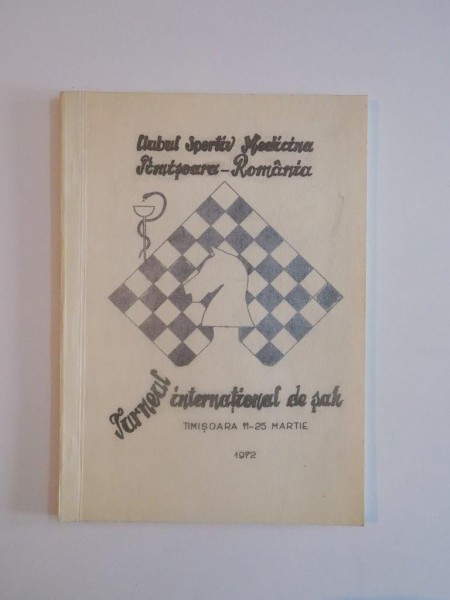 Clubul Sportiv Medicina
Timişoara - România
Turneul internaţional de şah
TIMIŞOARA 11-25 MARTIE
1972